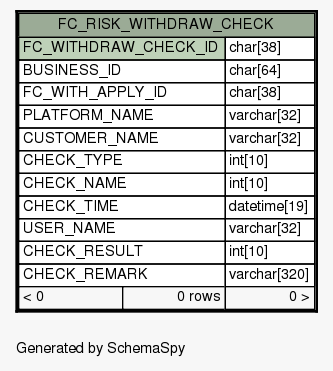 FC_RISK_WITHDRAW_CHECK
FC_WITHDRAW_CHECK_ID char[38]
BUSINESS_ID char[64]
FC_WITH_APPLY_ID char[38]
PLATFORM_NAME varchar[32]
CUSTOMER_NAME varchar[32]
CHECK_TYPE int[10]
CHECK_NAME int[10]
CHECK_TIME datetime[19]
USER_NAME varchar[32]
CHECK_RESULT int[10]
CHECK_REMARK varchar[320]
< 0 0 rows 0 >
Generated by SchemaSpy